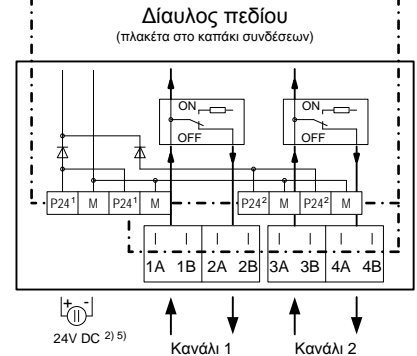 Δίαυλος πεδίου
(πλακέτα στο καπάκι συνδέσεων)
ON ON
OFF OFF
P24¹ M P24¹ M P24² M P24² M
1A 1B 2A 2B 3A 3B 4A 4B
+ -
24V DC ²⁾ ⁵⁾
Κανάλι 1 Κανάλι 2